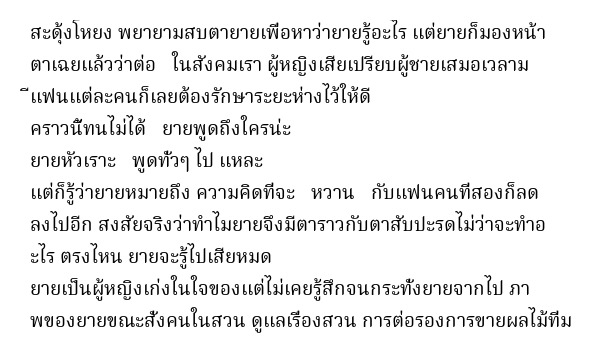 สะดุ้งโหยง พยายามสบตายายเพื่อหาว่ายายรู้อะไร แต่ยายก็มองหน้า
ตาเฉยแล้วว่าต่อ   ในสังคมเรา ผู้หญิงเสียเปรียบผู้ชายเสมอเวลาม
ีแฟนแต่ละคนก็เลยต้องรักษาระยะห่างไว้ให้ดี
คราวนี้ทนไม่ได้   ยายพูดถึงใครน่ะ
ยายหัวเราะ   พูดทั่วๆ ไป แหละ
แต่ก็รู้ว่ายายหมายถึง ความคิดที่จะ   หวาน   กับแฟนคนที่สองก็ลด
ลงไปอีก สงสัยจริงว่าทำไมยายจึงมีตาราวกับตาสับปะรดไม่ว่าจะทำอ
ะไร ตรงไหน ยายจะรู้ไปเสียหมด
ยายเป็นผู้หญิงเก่งในใจของแต่ไม่เคยรู้สึกจนกระทั่งยายจากไป ภา
พของยายขณะสั่งคนในสวน ดูแลเรื่องสวน การต่อรองการขายผลไม้ที่ม